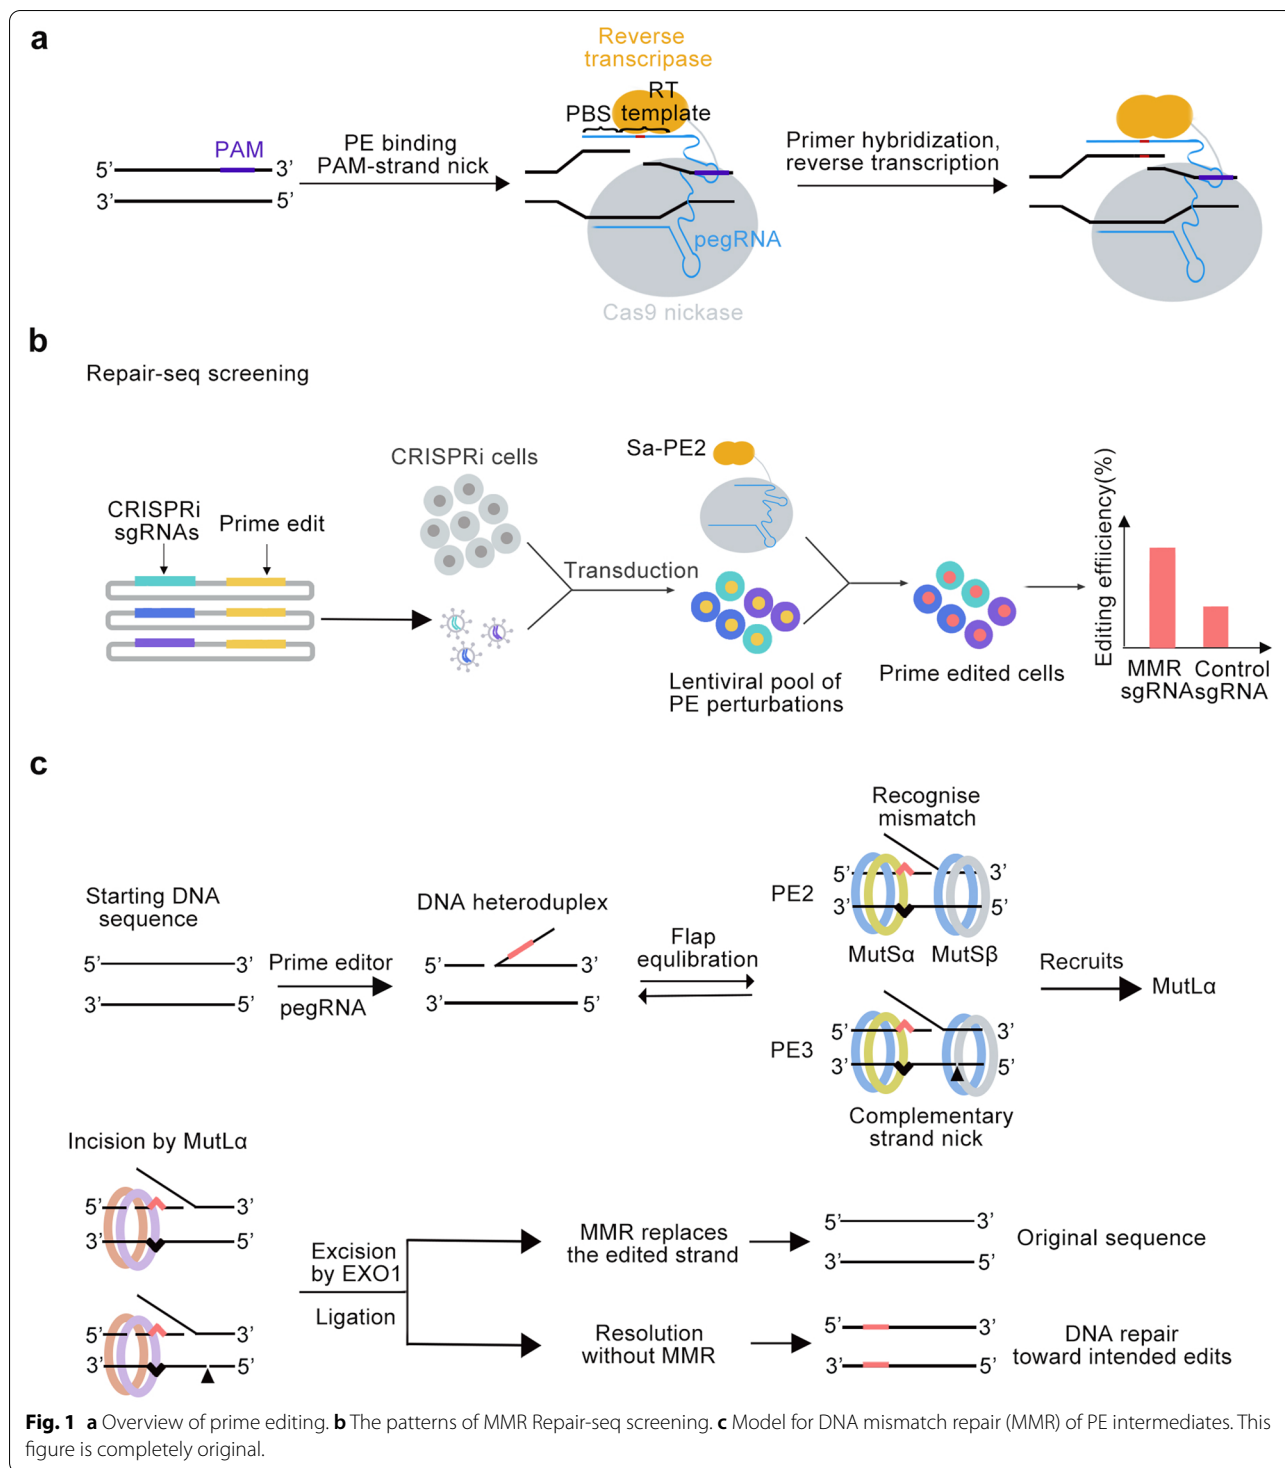 a
Reverse
transcripase
RT
PBS template
PAM
5’ 3’
3’ 5’
PE binding
PAM-strand nick
pegRNA
Cas9 nickase
Primer hybridization,
reverse transcription
b
Repair-seq screening
CRISPRi
sgRNAs
Prime edit
CRISPRi cells
Transduction
Sa-PE2
Lentiviral pool of
PE perturbations
Prime edited cells
Editing effiiciency(%)
MMR
sgRNA
Control
sgRNA
c
Starting DNA
sequence
5’ 3’
3’ 5’
Prime editor
pegRNA
DNA heteroduplex
5’ 3’
3’ 5’
Flap
equlibration
Recognise
mismatch
PE2
5’ 3’
3’ 5’
MutSα MutSβ
PE3
5’ 3’
3’ 5’
Complementary
strand nick
Recruits
MutLα
Incision by MutLα
5’ 3’
3’ 5’
5’ 3’
3’ 5’
Excision
by EXO1
Ligation
MMR replaces
the edited strand
5’ 3’
3’ 5’
Original sequence
Resolution
without MMR
5’ 3’
3’ 5’
DNA repair
toward intended edits
Fig. 1 a Overview of prime editing. b The patterns of MMR Repair-seq screening. c Model for DNA mismatch repair (MMR) of PE intermediates. This
figure is completely original.